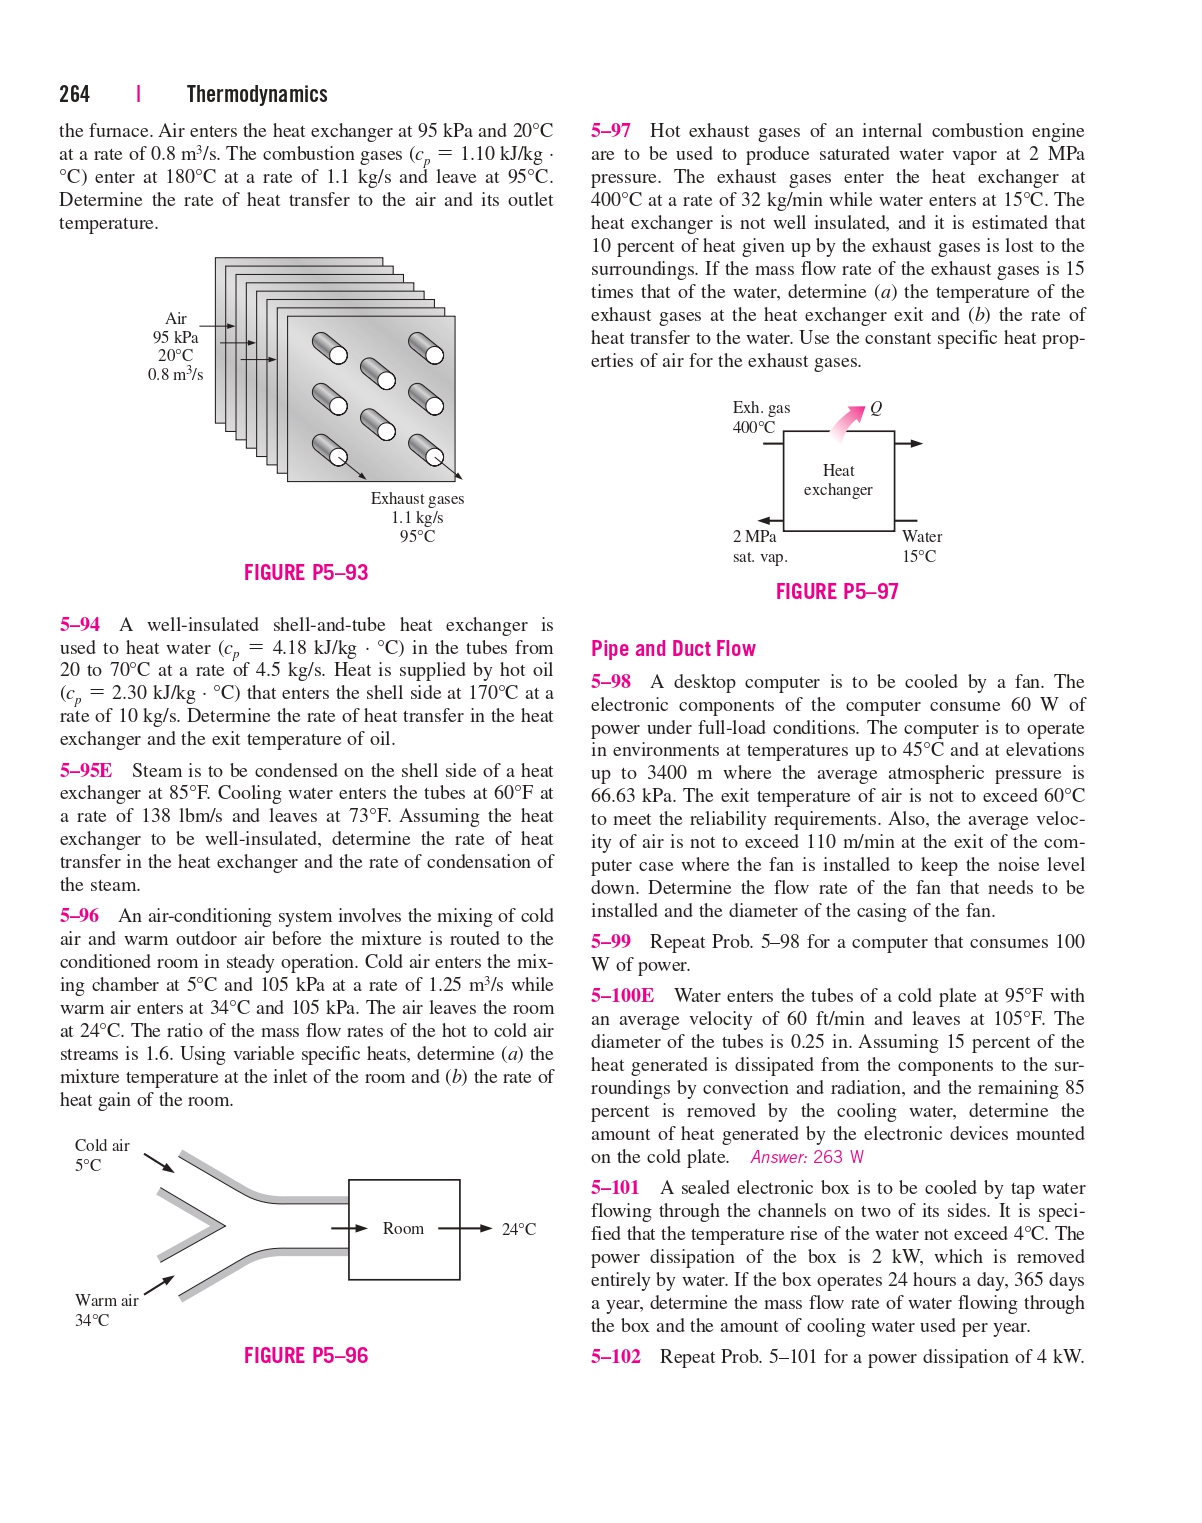 264 | Thermodynamics
the furnace. Air enters the heat exchanger at 95 kPa and 20°C
at a rate of 0.8 m³/s. The combustion gases (cₚ = 1.10 kJ/kg ·
°C) enter at 180°C at a rate of 1.1 kg/s and leave at 95°C.
Determine the rate of heat transfer to the air and its outlet
temperature.
Air
95 kPa
20°C
0.8 m³/s
Exhaust gases
1.1 kg/s
95°C
FIGURE P5–93
5–94 A well-insulated shell-and-tube heat exchanger is
used to heat water (cₚ = 4.18 kJ/kg · °C) in the tubes from
20 to 70°C at a rate of 4.5 kg/s. Heat is supplied by hot oil
(cₚ = 2.30 kJ/kg · °C) that enters the shell side at 170°C at a
rate of 10 kg/s. Determine the rate of heat transfer in the heat
exchanger and the exit temperature of oil.
5–95E Steam is to be condensed on the shell side of a heat
exchanger at 85°F. Cooling water enters the tubes at 60°F at
a rate of 138 lbm/s and leaves at 73°F. Assuming the heat
exchanger to be well-insulated, determine the rate of heat
transfer in the heat exchanger and the rate of condensation of
the steam.
5–96 An air-conditioning system involves the mixing of cold
air and warm outdoor air before the mixture is routed to the
conditioned room in steady operation. Cold air enters the mix-
ing chamber at 5°C and 105 kPa at a rate of 1.25 m³/s while
warm air enters at 34°C and 105 kPa. The air leaves the room
at 24°C. The ratio of the mass flow rates of the hot to cold air
streams is 1.6. Using variable specific heats, determine (a) the
mixture temperature at the inlet of the room and (b) the rate of
heat gain of the room.
Cold air
5°C
Room
24°C
Warm air
34°C
FIGURE P5–96
5–97 Hot exhaust gases of an internal combustion engine
are to be used to produce saturated water vapor at 2 MPa
pressure. The exhaust gases enter the heat exchanger at
400°C at a rate of 32 kg/min while water enters at 15°C. The
heat exchanger is not well insulated, and it is estimated that
10 percent of heat given up by the exhaust gases is lost to the
surroundings. If the mass flow rate of the exhaust gases is 15
times that of the water, determine (a) the temperature of the
exhaust gases at the heat exchanger exit and (b) the rate of
heat transfer to the water. Use the constant specific heat prop-
erties of air for the exhaust gases.
Exh. gas
400°C
Q
Heat
exchanger
2 MPa
sat. vap.
Water
15°C
FIGURE P5–97
Pipe and Duct Flow
5–98 A desktop computer is to be cooled by a fan. The
electronic components of the computer consume 60 W of
power under full-load conditions. The computer is to operate
in environments at temperatures up to 45°C and at elevations
up to 3400 m where the average atmospheric pressure is
66.63 kPa. The exit temperature of air is not to exceed 60°C
to meet the reliability requirements. Also, the average veloc-
ity of air is not to exceed 110 m/min at the exit of the com-
puter case where the fan is installed to keep the noise level
down. Determine the flow rate of the fan that needs to be
installed and the diameter of the casing of the fan.
5–99 Repeat Prob. 5–98 for a computer that consumes 100
W of power.
5–100E Water enters the tubes of a cold plate at 95°F with
an average velocity of 60 ft/min and leaves at 105°F. The
diameter of the tubes is 0.25 in. Assuming 15 percent of the
heat generated is dissipated from the components to the sur-
roundings by convection and radiation, and the remaining 85
percent is removed by the cooling water, determine the
amount of heat generated by the electronic devices mounted
on the cold plate. Answer: 263 W
5–101 A sealed electronic box is to be cooled by tap water
flowing through the channels on two of its sides. It is speci-
fied that the temperature rise of the water not exceed 4°C. The
power dissipation of the box is 2 kW, which is removed
entirely by water. If the box operates 24 hours a day, 365 days
a year, determine the mass flow rate of water flowing through
the box and the amount of cooling water used per year.
5–102 Repeat Prob. 5–101 for a power dissipation of 4 kW.